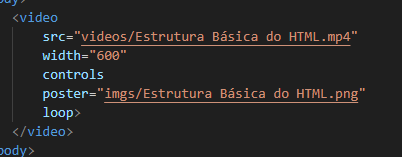 <video
src="videos/Estrutura Básica do HTML.mp4"
width="600"
controls
poster="imgs/Estrutura Básica do HTML.png"
loop>
</video>
body>